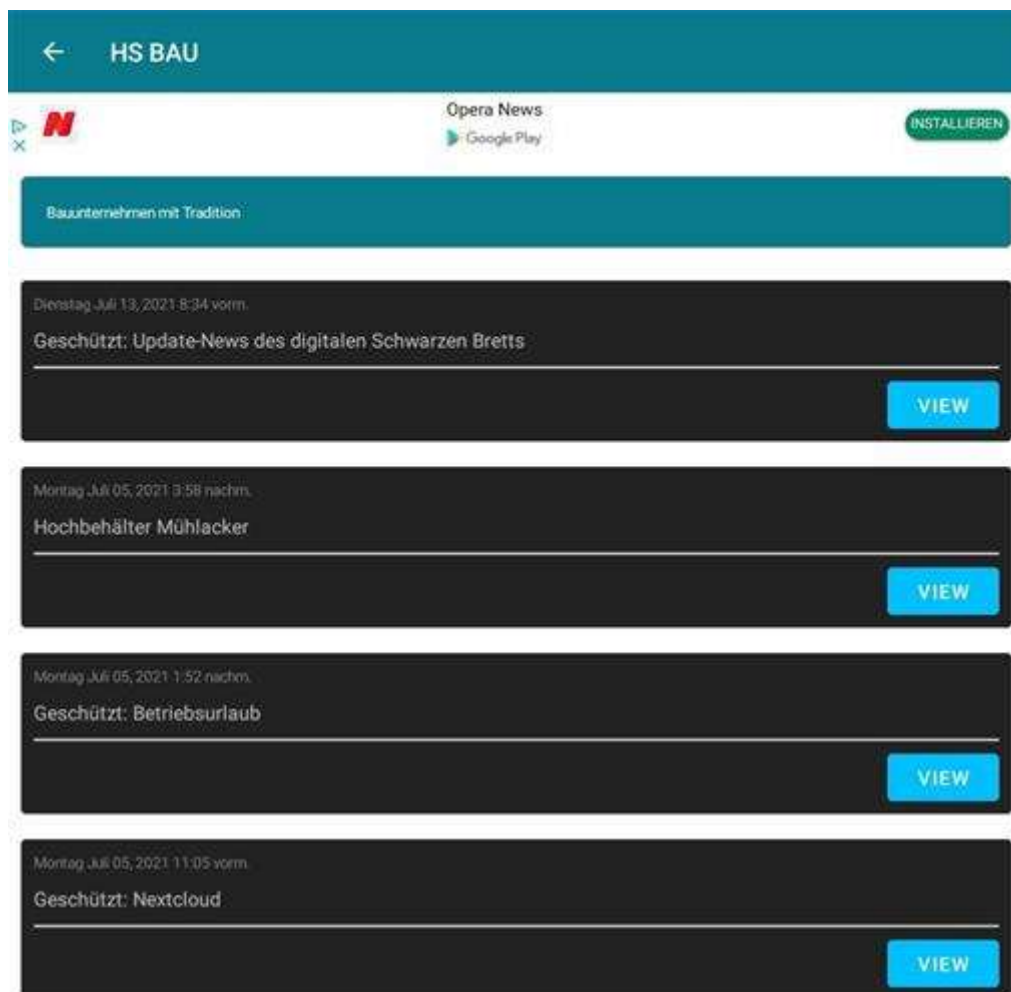 HS BAU
Opera News
Google Play
INSTALLIEREN
Bauunternehmen mit Tradition
Dienstag Juli 13, 2021 8:34 vorm.
Geschützt: Update-News des digitalen Schwarzen Bretts
VIEW
Montag Juli 05, 2021 3:58 nachm.
Hochbehälter Mühlacker
VIEW
Montag Juli 05, 2021 1:52 nachm.
Geschützt: Betriebsurlaub
VIEW
Montag Juli 05, 2021 11:05 vorm.
Geschützt: Nextcloud
VIEW